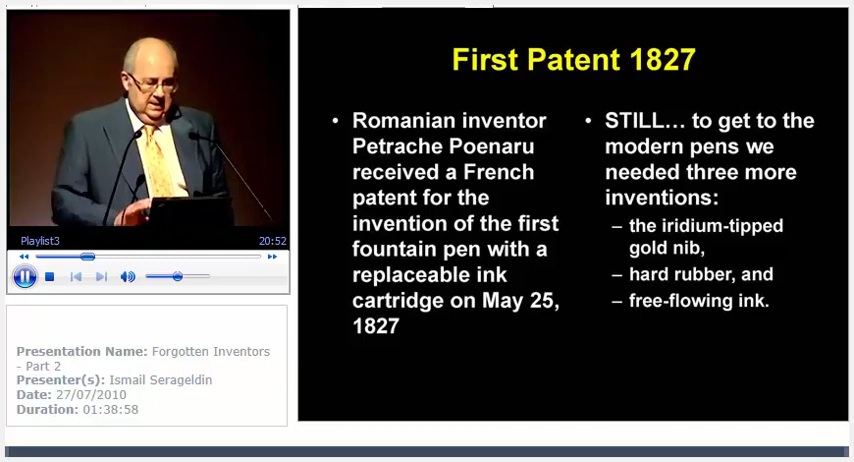 First Patent 1827
• Romanian inventor
Petrache Poenaru
received a French
patent for the
invention of the first
fountain pen with a
replaceable ink
cartridge on May 25,
1827
• STILL... to get to the
modern pens we
needed three more
inventions:
– the iridium-tipped
gold nib,
– hard rubber, and
– free-flowing ink.
Playlist3 20:52
Presentation Name: Forgotten Inventors
- Part 2
Presenter(s): Ismail Serageldin
Date: 27/07/2010
Duration: 01:38:58